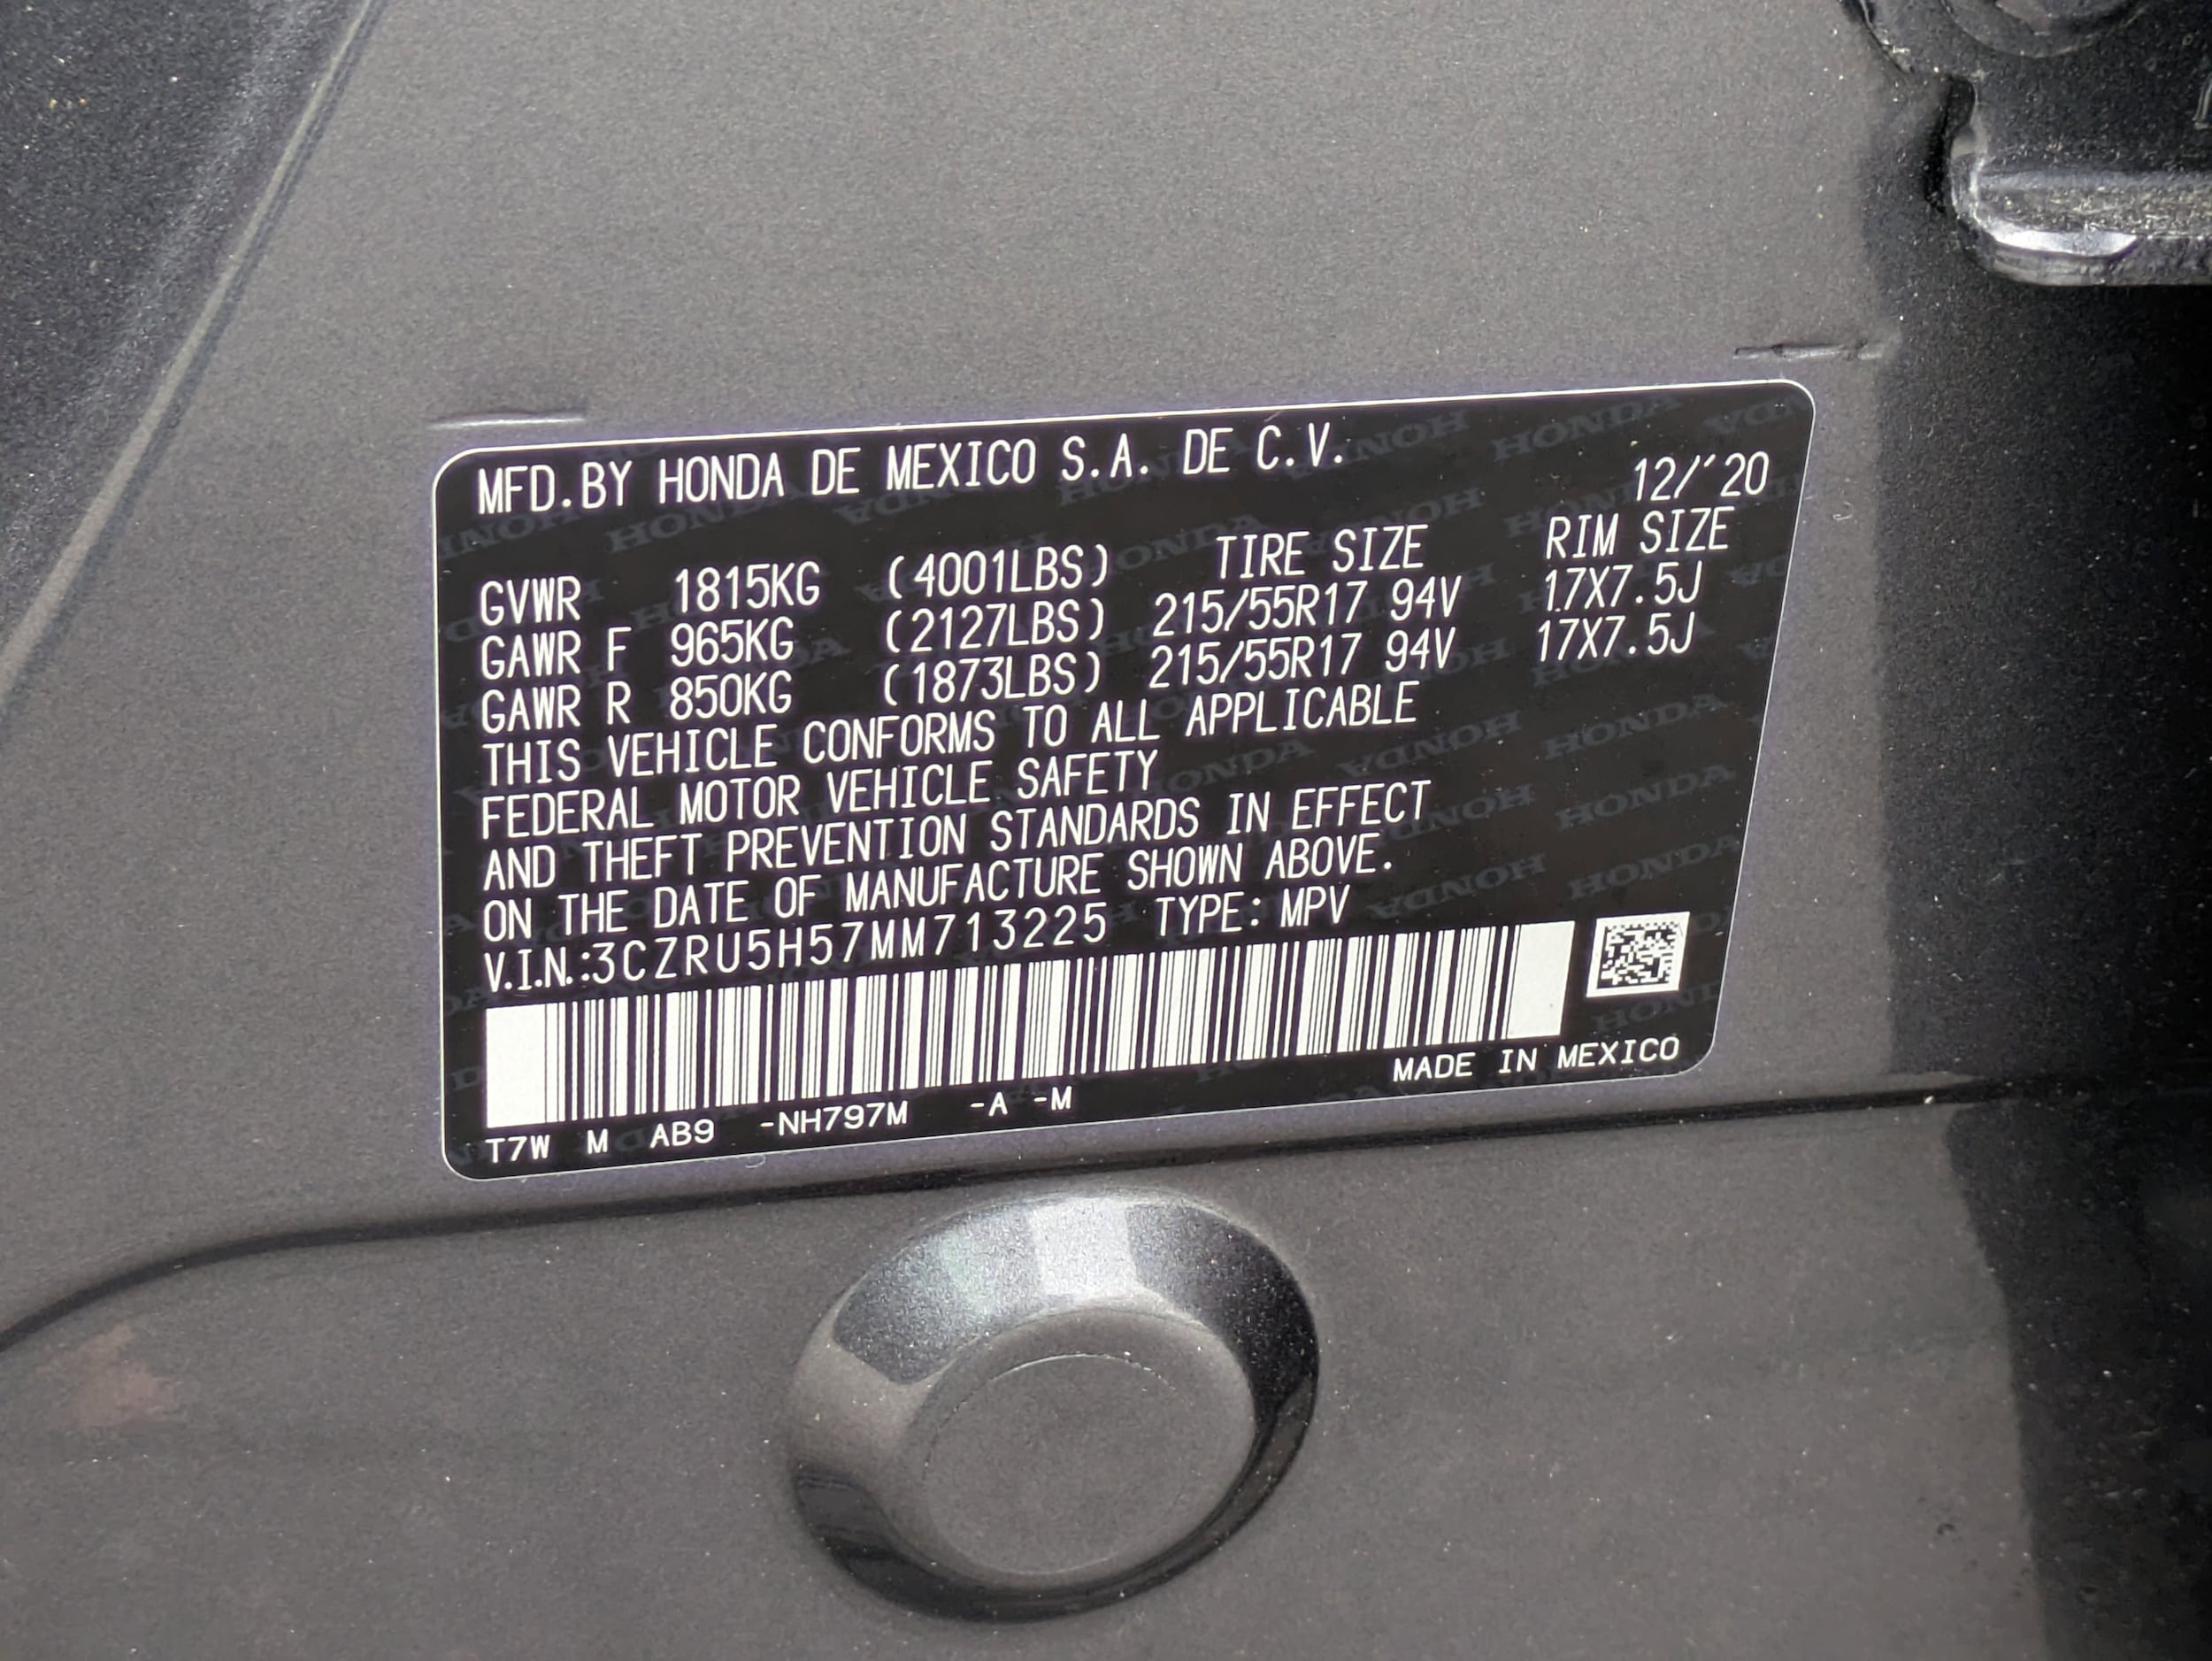 MFD.BY HONDA DE MEXICO S.A. DE C.V.
12/'20
TIRE SIZE RIM SIZE
GVWR 1815KG (4001LBS)
GAWR F 965KG (2127LBS) 215/55R17 94V 17X7.5J
GAWR R 850KG (1873LBS) 215/55R17 94V 17X7.5J
THIS VEHICLE CONFORMS TO ALL APPLICABLE
FEDERAL MOTOR VEHICLE SAFETY
AND THEFT PREVENTION STANDARDS IN EFFECT
ON THE DATE OF MANUFACTURE SHOWN ABOVE.
V.I.N.:3CZRU5H57MM713225 TYPE: MPV
MADE IN MEXICO
T7W M AB9 -NH797M -A -M